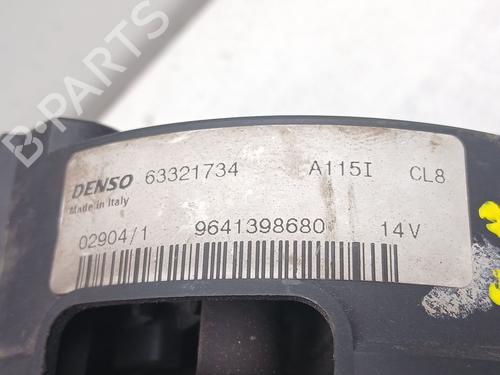 B-PARTS
DENSO 63321734 A115I CL8
Made in Italy
02904/1 9641398680 14V